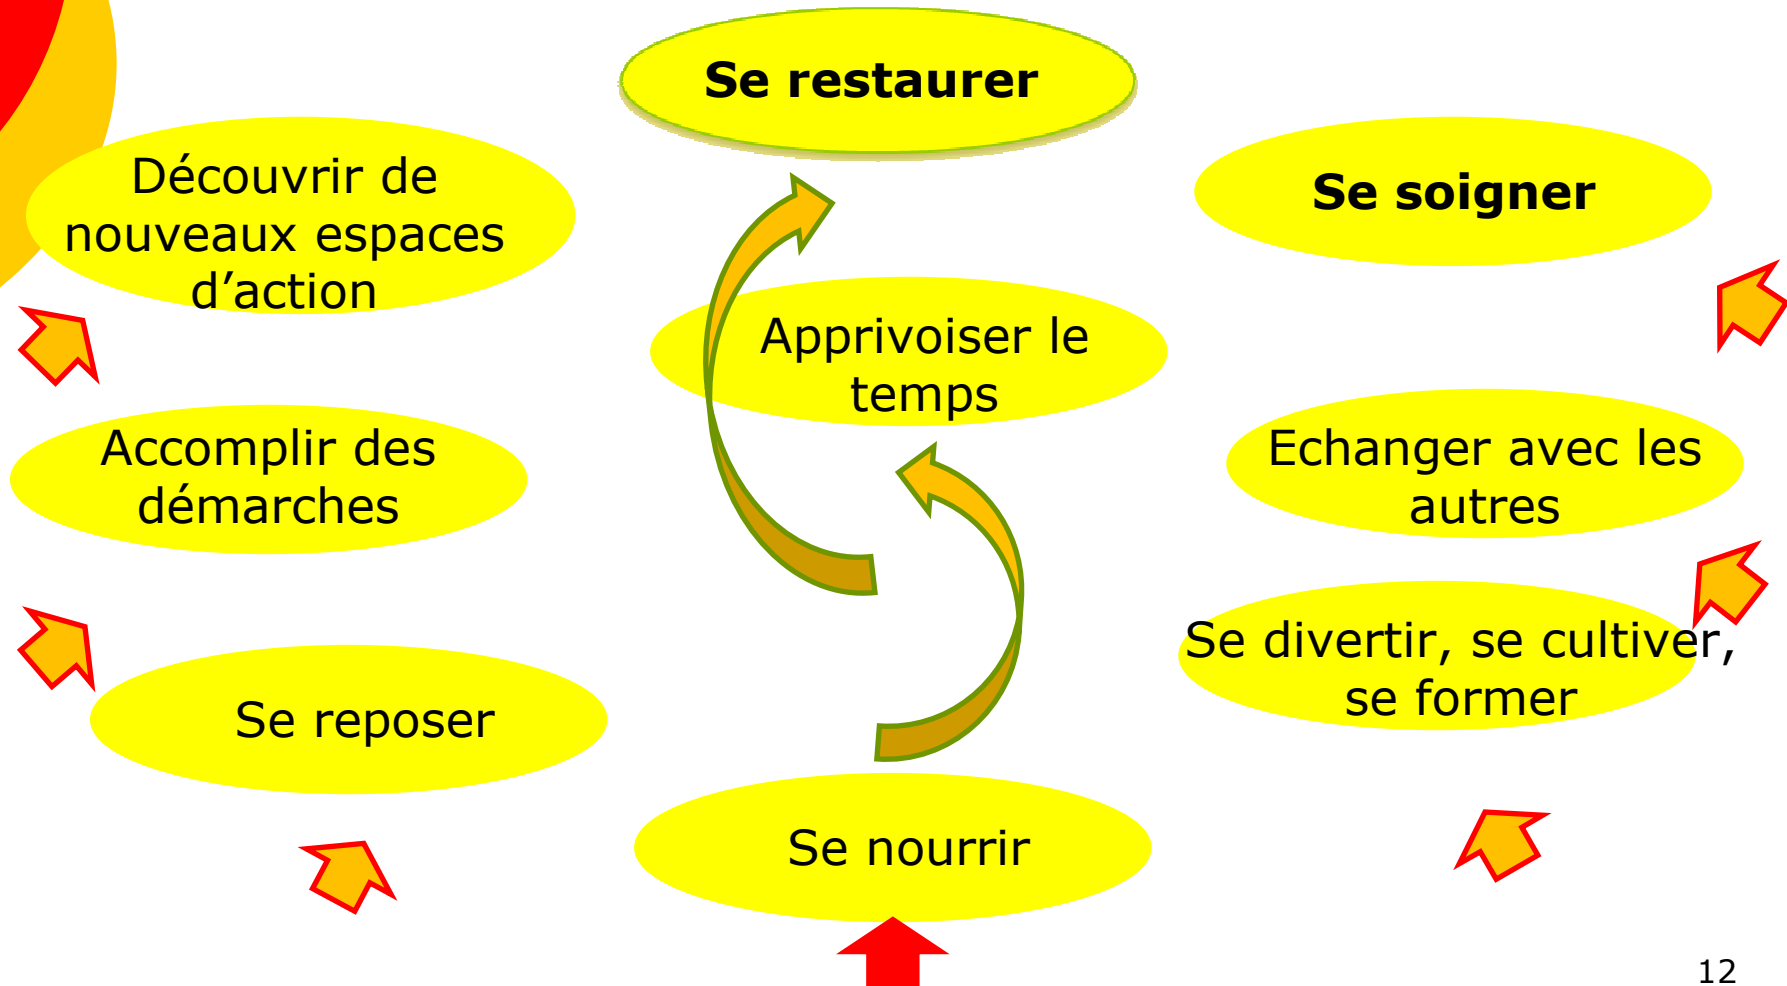 Se restaurer
Découvrir de
nouveaux espaces
d’action
Se soigner
Apprivoiser le
temps
Accomplir des
démarches
Echanger avec les
autres
Se divertir, se cultiver,
se former
Se reposer
Se nourrir
12